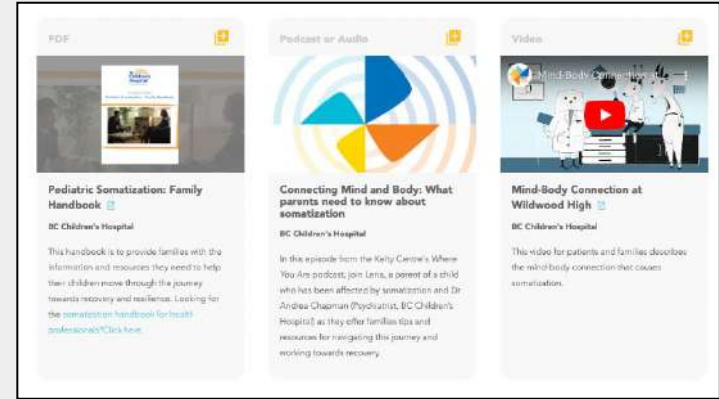 PDF
Children's
Hospital
Pediatric Somatization: Family
Handbook
BC Children's Hospital
This handbook is to provide families with the
information and resources they need to help
their children move through the journey
towards recovery and resilience. Looking for
the somatization handbook for health
professionals?Click here.
Podcast or Audio
Connecting Mind and Body: What
parents need to know about
somatization
BC Children's Hospital
In this episode from the Kelty Centre's Where
You Are podcast, join Lena, a parent of a child
who has been affected by somatization and Dr
Andrea Chapman (Psychiatrist, BC Children's
Hospital) as they offer families tips and
resources for navigating this journey and
working towards recovery.
Video
Mind-Body Connection at
Mind-Body Connection at
Wildwood High
BC Children's Hospital
This video for patients and families describes
the mind-body connection that causes
somatization.